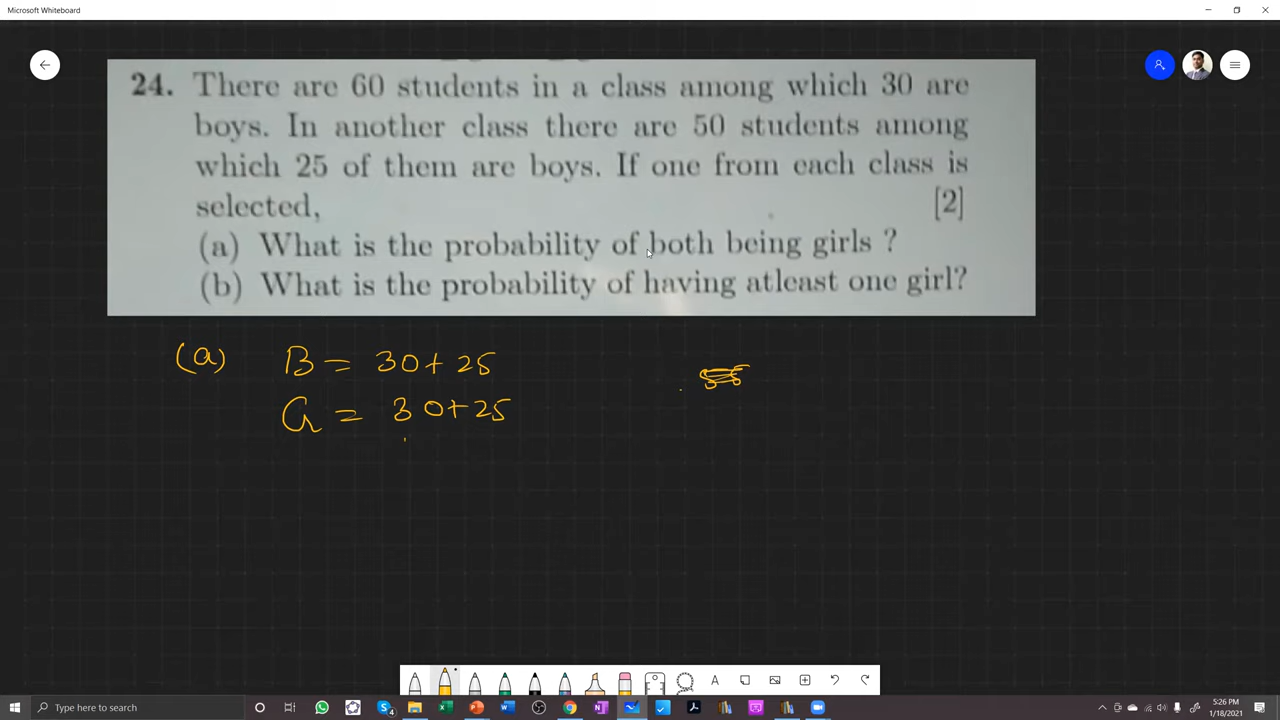 Microsoft Whiteboard
24. There are 60 students in a class among which 30 are
boys. In another class there are 50 students among
which 25 of them are boys. If one from each class is
selected, [2]
(a) What is the probability of both being girls ?
(b) What is the probability of having atleast one girl?
(a) B = 30+25
G = 30+25
A
Type here to search
5:26 PM
1/18/2021